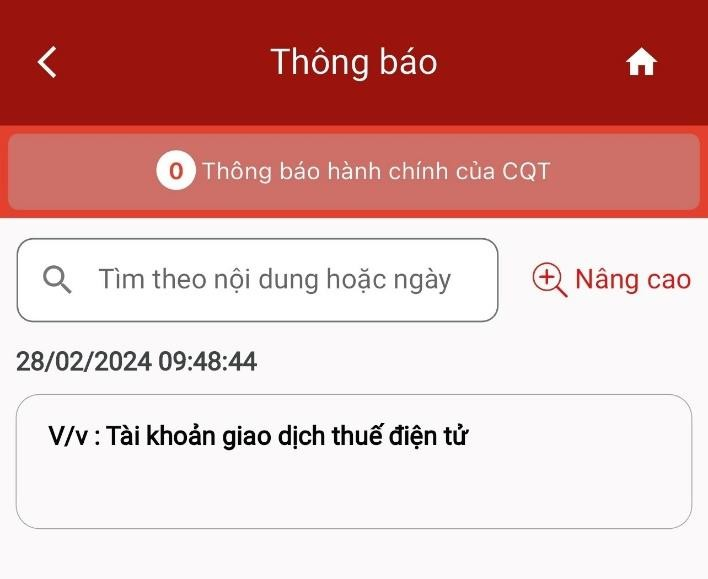 Thông báo
0 Thông báo hành chính của CQT
Tìm theo nội dung hoặc ngày
Nâng cao
28/02/2024 09:48:44
V/v : Tài khoản giao dịch thuế điện tử